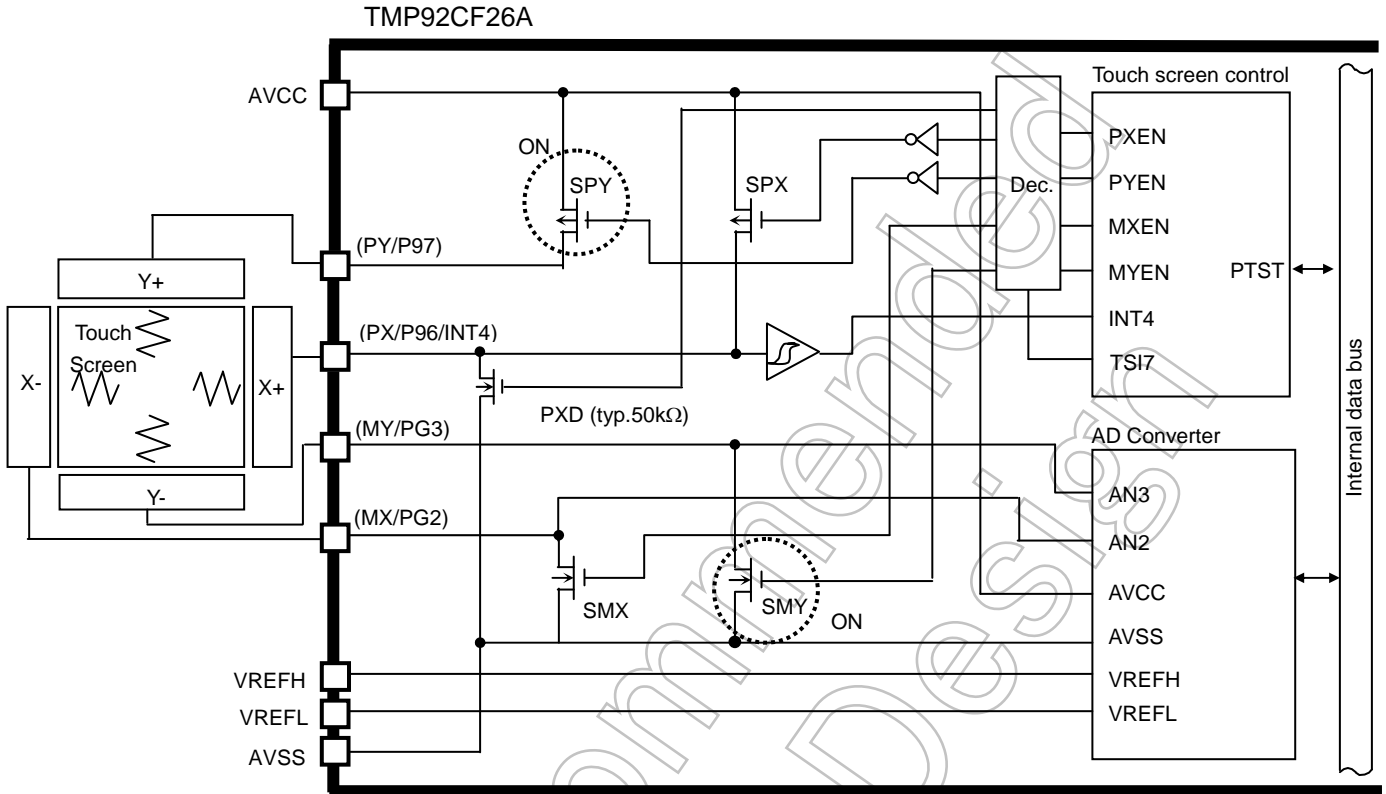 TMP92CF26A
AVCC
ON
SPY
SPX
Dec.
Touch screen control
PXEN
PYEN
MXEN
MYEN
PTST
INT4
TSI7
Internal data bus
(PY/P97)
Y+
Touch
Screen
X-
X+
Y-
(PX/P96/INT4)
PXD (typ.50kΩ)
(MY/PG3)
(MX/PG2)
SMX
SMY
ON
AD Converter
AN3
AN2
AVCC
AVSS
VREFH
VREFL
VREFH
VREFL
AVSS
ommended
Design